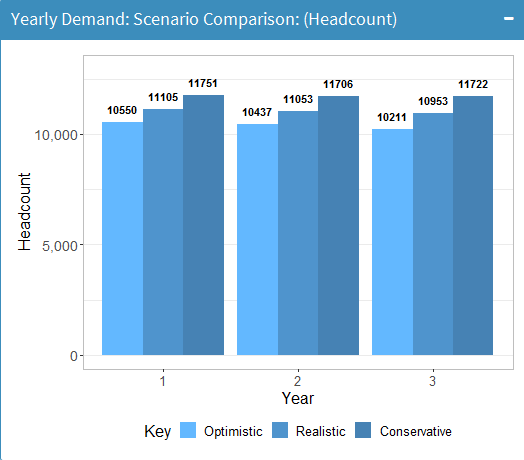 Yearly Demand: Scenario Comparison: (Headcount)
11751
11105
10550
11706
11053
10437
11722
10953
10211
10,000
5,000
0
Headcount
1 2 3
Year
Key Optimistic Realistic Conservative